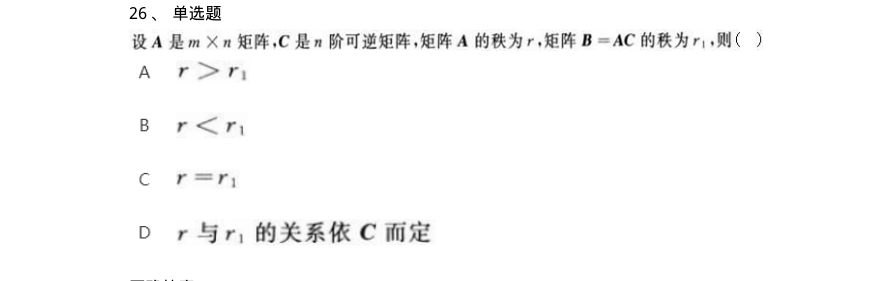 26、 单选题
设 A 是 m×n 矩阵,C 是 n 阶可逆矩阵,矩阵 A 的秩为 r,矩阵 B=AC 的秩为 r₁,则( )
A r>r₁
B r<r₁
C r=r₁
D r 与 r₁ 的关系依 C 而定